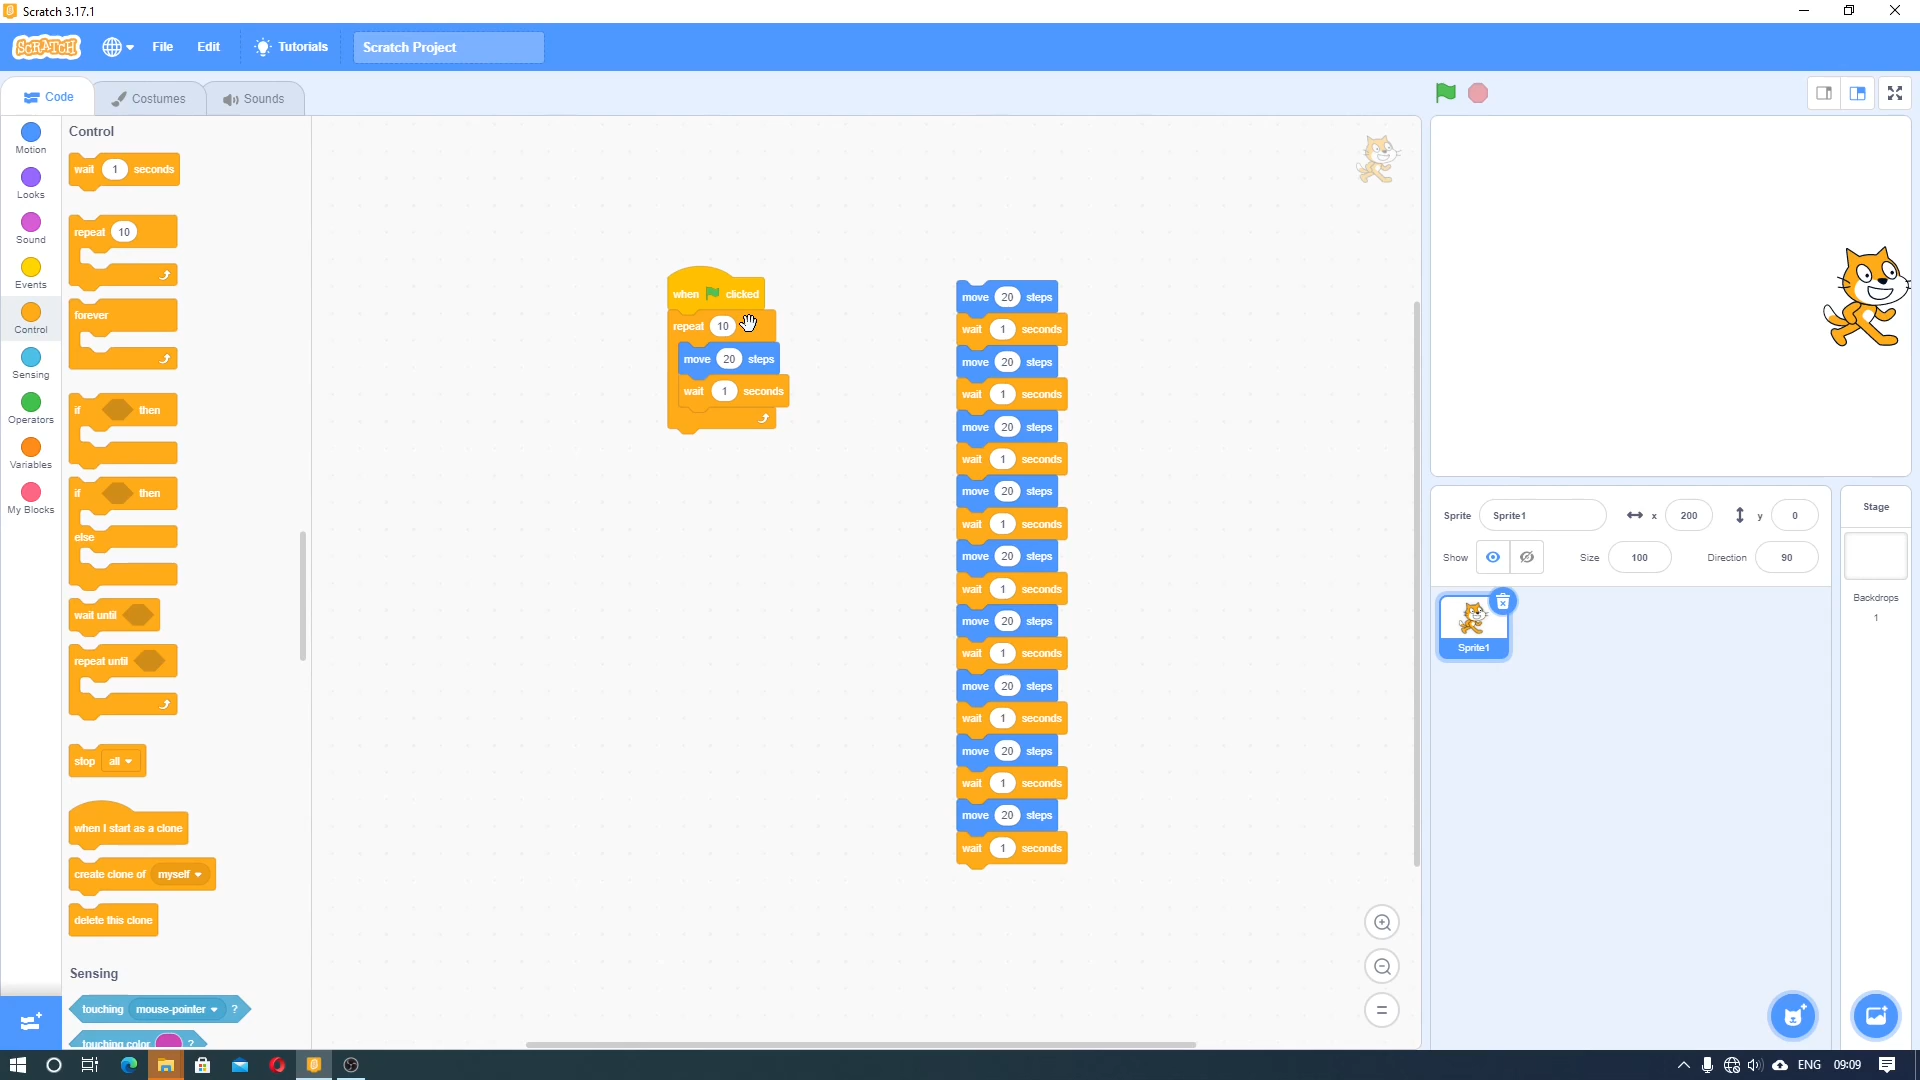 Scratch 3.17.1
SCRATCH File Edit Tutorials Scratch Project
Code Costumes Sounds
Motion
Looks
Sound
Events
Control
Sensing
Operators
Variables
My Blocks
Control
wait 1 seconds
repeat 10
forever
if then
if then
else
wait until
repeat until
stop all
when I start as a clone
create clone of myself
delete this clone
Sensing
touching mouse-pointer ?
touching color ?
when clicked
repeat 10
move 20 steps
wait 1 seconds
move 20 steps
wait 1 seconds
move 20 steps
wait 1 seconds
move 20 steps
wait 1 seconds
move 20 steps
wait 1 seconds
move 20 steps
wait 1 seconds
move 20 steps
wait 1 seconds
move 20 steps
wait 1 seconds
move 20 steps
wait 1 seconds
move 20 steps
wait 1 seconds
Sprite Sprite1 x 200 y 0
Show Size 100 Direction 90
Sprite1
Stage
Backdrops
1
ENG 09:09